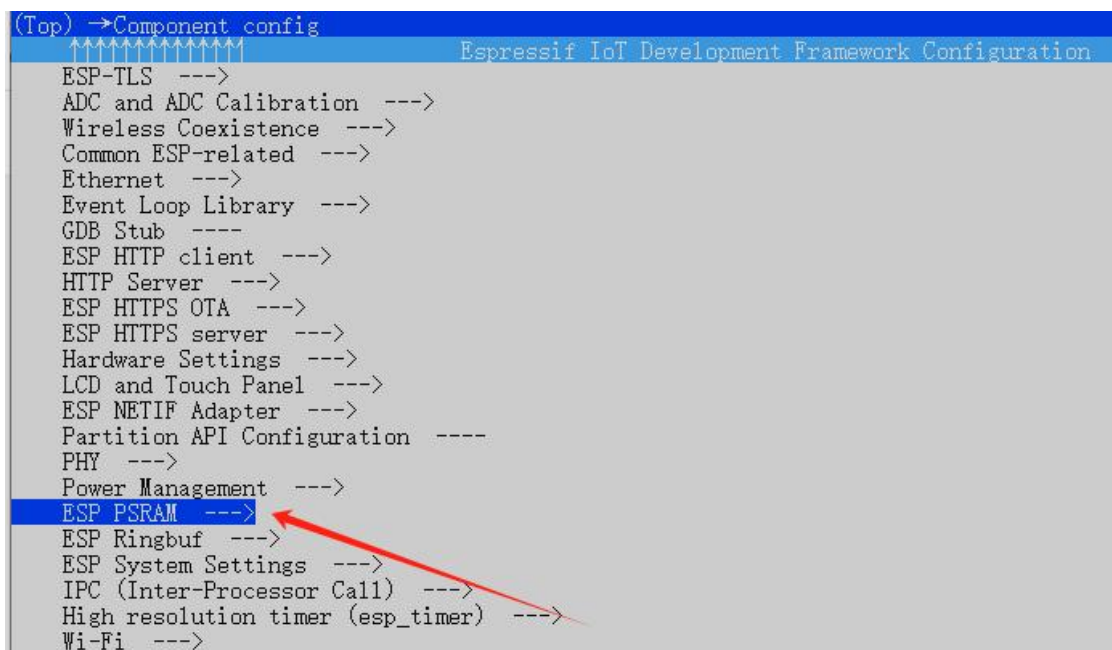 (Top) →Component config
↑↑↑↑↑↑↑↑↑↑↑↑↑↑ Espressif IoT Development Framework Configuration
ESP-TLS --->
ADC and ADC Calibration --->
Wireless Coexistence --->
Common ESP-related --->
Ethernet --->
Event Loop Library --->
GDB Stub ----
ESP HTTP client --->
HTTP Server --->
ESP HTTPS OTA --->
ESP HTTPS server --->
Hardware Settings --->
LCD and Touch Panel --->
ESP NETIF Adapter --->
Partition API Configuration ----
PHY --->
Power Management --->
ESP PSRAM --->
ESP Ringbuf --->
ESP System Settings --->
IPC (Inter-Processor Call) --->
High resolution timer (esp_timer) --->
Wi-Fi --->